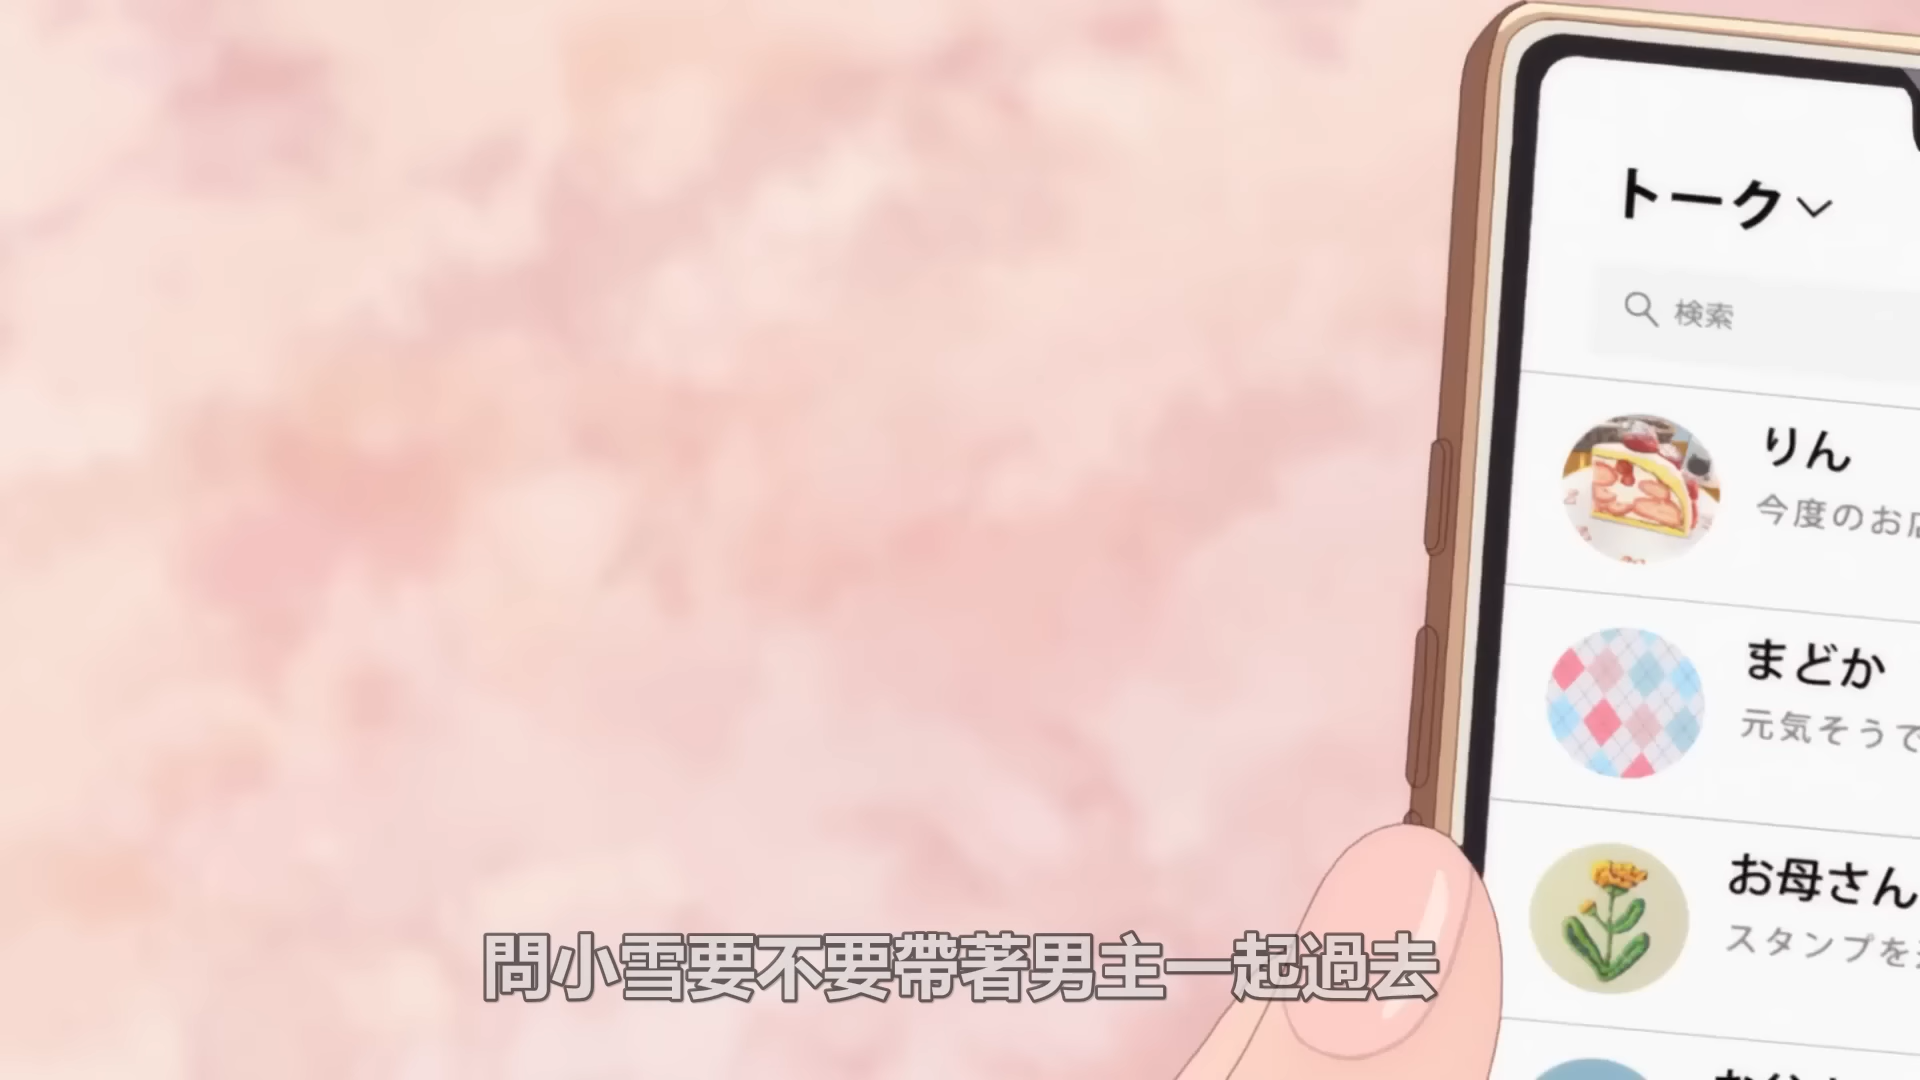 トーク
検索
りん
今度のお店
まどか
元気そうで
お母さん
スタンプを
問小雪要不要帶著男主一起過去